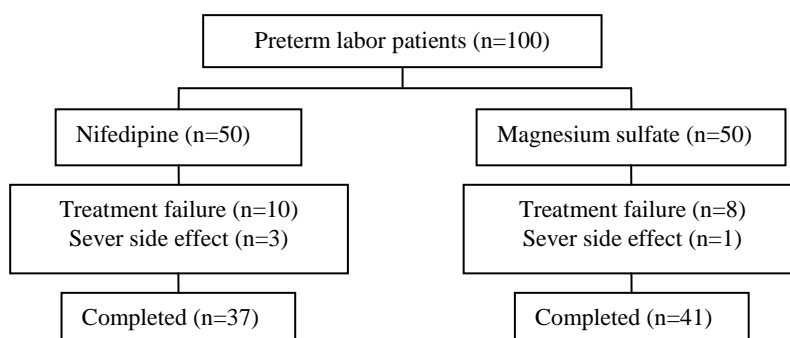 Preterm labor patients (n=100)
Nifedipine (n=50)
Magnesium sulfate (n=50)
Treatment failure (n=10)
Sever side effect (n=3)
Treatment failure (n=8)
Sever side effect (n=1)
Completed (n=37)
Completed (n=41)